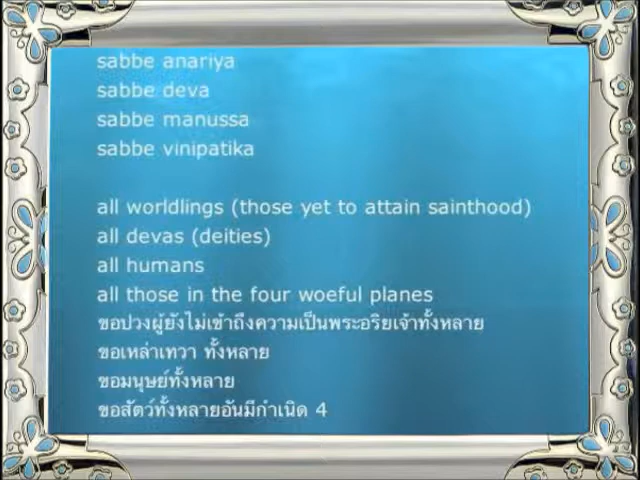 sabbe anariya
sabbe deva
sabbe manussa
sabbe vinipatika
all worldlings (those yet to attain sainthood)
all devas (deities)
all humans
all those in the four woeful planes
ขอปวงผู้ยังไม่เข้าถึงความเป็นพระอริยเจ้าทั้งหลาย
ขอเหล่าเทวา ทั้งหลาย
ขอมนุษย์ทั้งหลาย
ขอสัตว์ทั้งหลายอันมีกำเนิด 4